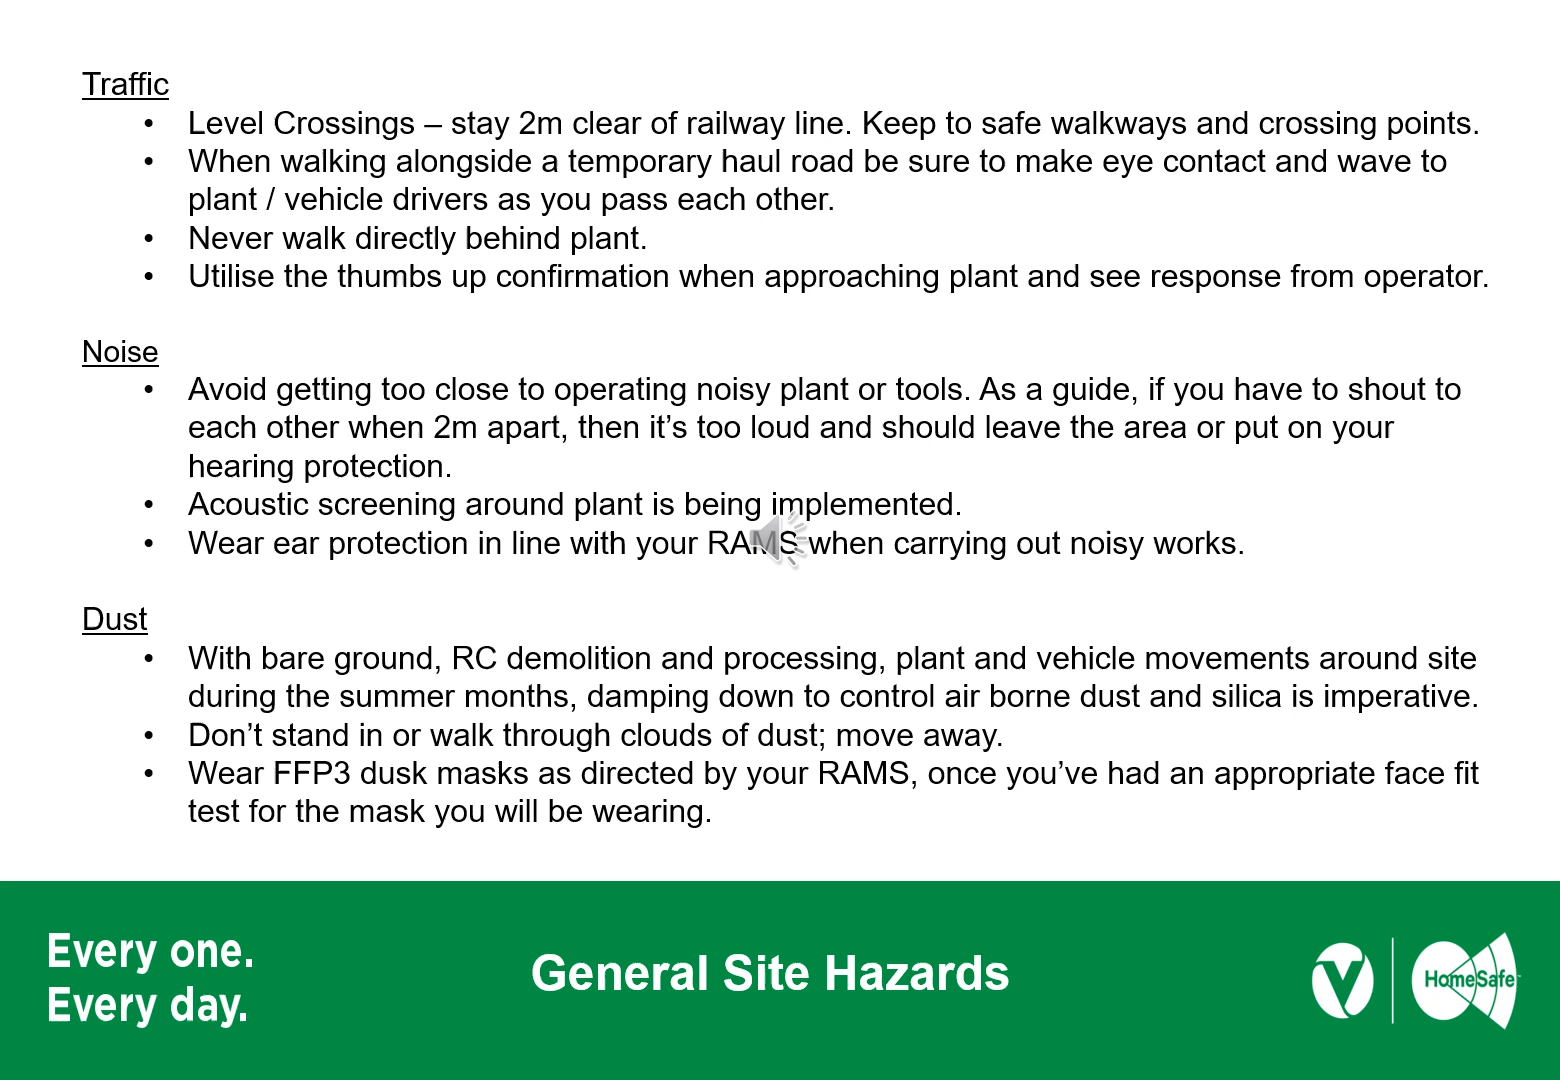 Traffic
• Level Crossings – stay 2m clear of railway line. Keep to safe walkways and crossing points.
• When walking alongside a temporary haul road be sure to make eye contact and wave to
plant / vehicle drivers as you pass each other.
• Never walk directly behind plant.
• Utilise the thumbs up confirmation when approaching plant and see response from operator.
Noise
• Avoid getting too close to operating noisy plant or tools. As a guide, if you have to shout to
each other when 2m apart, then it’s too loud and should leave the area or put on your
hearing protection.
• Acoustic screening around plant is being implemented.
• Wear ear protection in line with your RAMS when carrying out noisy works.
Dust
• With bare ground, RC demolition and processing, plant and vehicle movements around site
during the summer months, damping down to control air borne dust and silica is imperative.
• Don’t stand in or walk through clouds of dust; move away.
• Wear FFP3 dusk masks as directed by your RAMS, once you’ve had an appropriate face fit
test for the mask you will be wearing.
Every one.
Every day.
General Site Hazards
V
HomeSafe